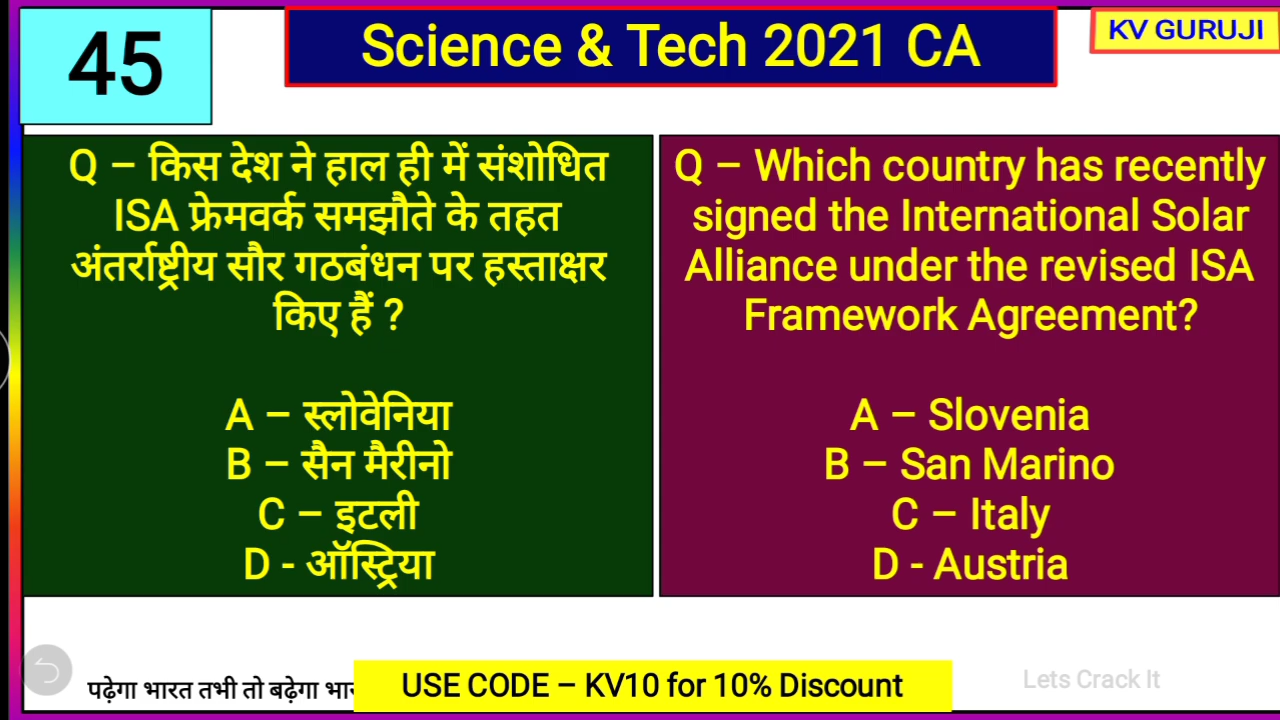 45
Science & Tech 2021 CA
KV GURUJI
Q – किस देश ने हाल ही में संशोधित
ISA फ्रेमवर्क समझौते के तहत
अंतर्राष्ट्रीय सौर गठबंधन पर हस्ताक्षर
किए हैं ?
A – स्लोवेनिया
B – सैन मैरीनो
C – इटली
D - ऑस्ट्रिया
Q – Which country has recently
signed the International Solar
Alliance under the revised ISA
Framework Agreement?
A – Slovenia
B – San Marino
C – Italy
D - Austria
पढ़ेगा भारत तभी तो बढ़ेगा
USE CODE – KV10 for 10% Discount
Lets Crack It